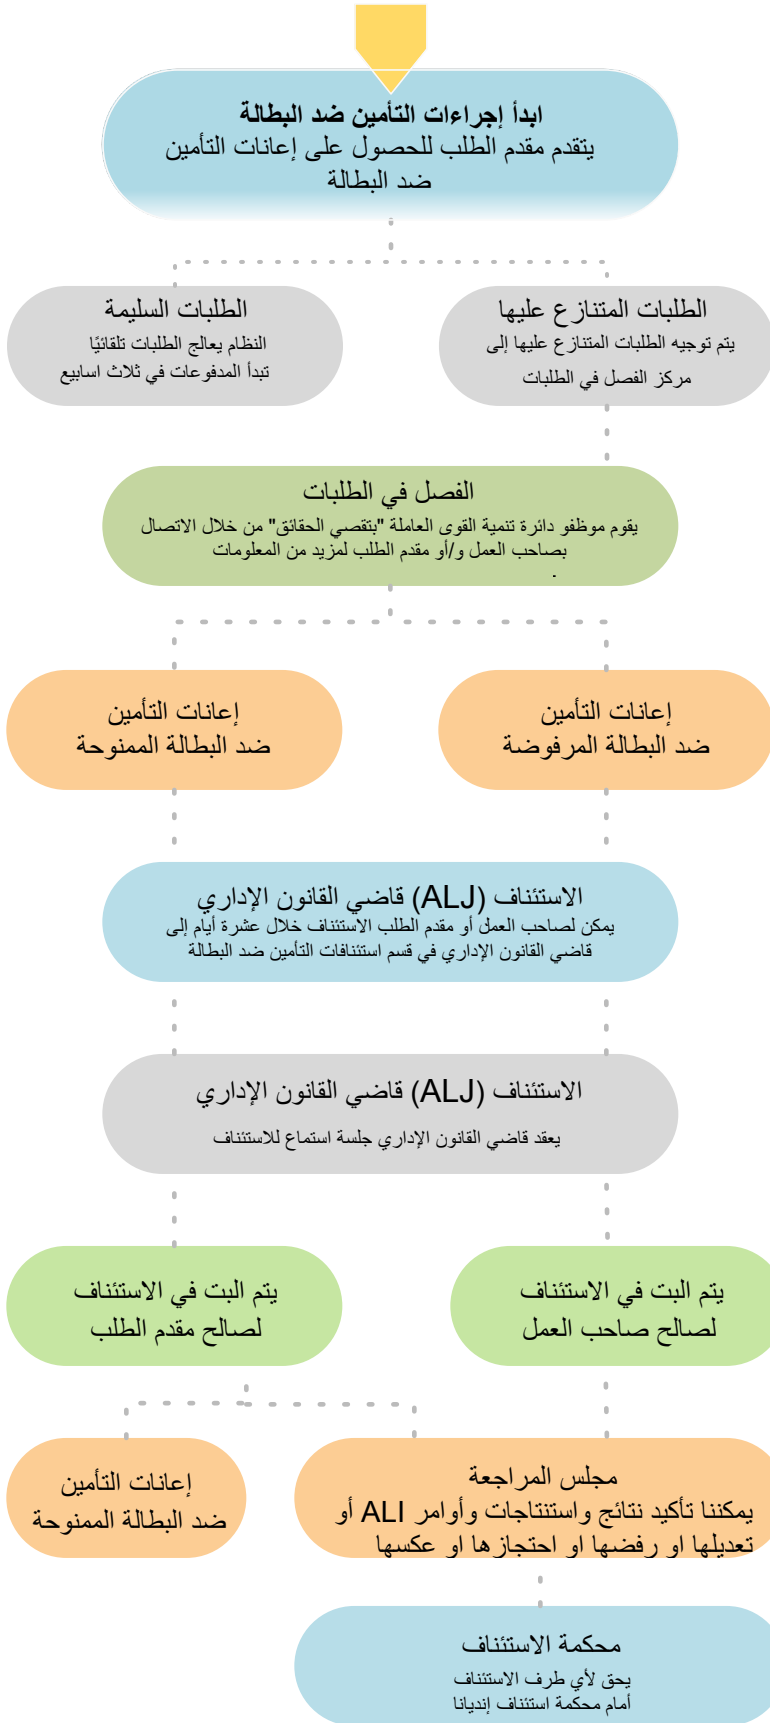 ابدأ إجراءات التأمين ضد البطالة
يتقدم مقدم الطلب للحصول على إعانات التأمين
ضد البطالة
الطلبات المتنازع عليها
يتم توجيه الطلبات المتنازع عليها إلى
مركز الفصل في الطلبات
الطلبات السليمة
النظام يعالج الطلبات تلقائيًا
تبدأ المدفوعات في ثلاث اسابيع
الفصل في الطلبات
يقوم موظفو دائرة تنمية القوى العاملة "بتقصي الحقائق" من خلال الاتصال
بصاحب العمل و/أو مقدم الطلب لمزيد من المعلومات
.
إعانات التأمين
ضد البطالة المرفوضة
إعانات التأمين
ضد البطالة الممنوحة
الاستئناف (ALJ) قاضي القانون الإداري
يمكن لصاحب العمل أو مقدم الطلب الاستئناف خلال عشرة أيام إلى
قاضي القانون الإداري في قسم استئنافات التأمين ضد البطالة
الاستئناف (ALJ) قاضي القانون الإداري
يعقد قاضي القانون الإداري جلسة استماع للاستئناف
يتم البت في الاستئناف
لصالح صاحب العمل
يتم البت في الاستئناف
لصالح مقدم الطلب
مجلس المراجعة
يمكننا تأكيد نتائج واستنتاجات وأوامر ALI أو
تعديلها او رفضها او احتجازها او عكسها
إعانات التأمين
ضد البطالة الممنوحة
محكمة الاستئناف
يحق لأي طرف الاستئناف
أمام محكمة استئناف إنديانا